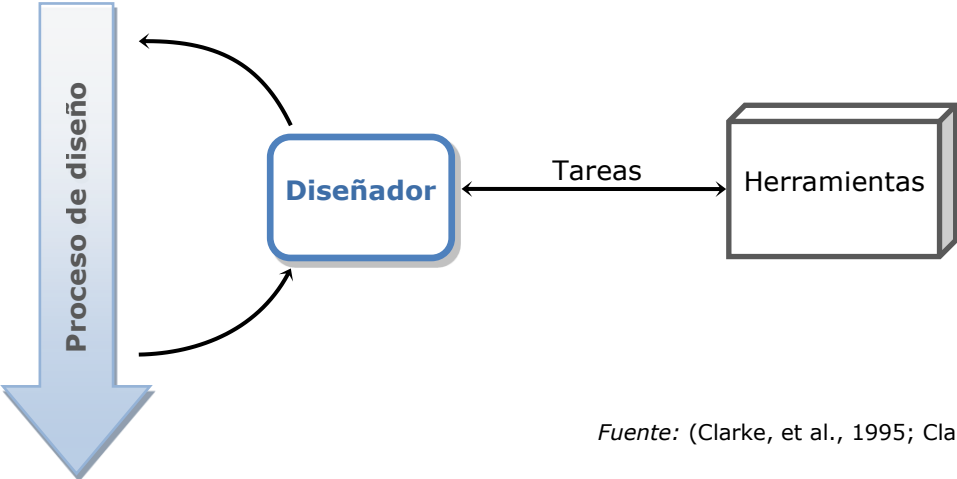 Proceso de diseño
Diseñador
Tareas
Herramientas
Fuente: (Clarke, et al., 1995; Cla